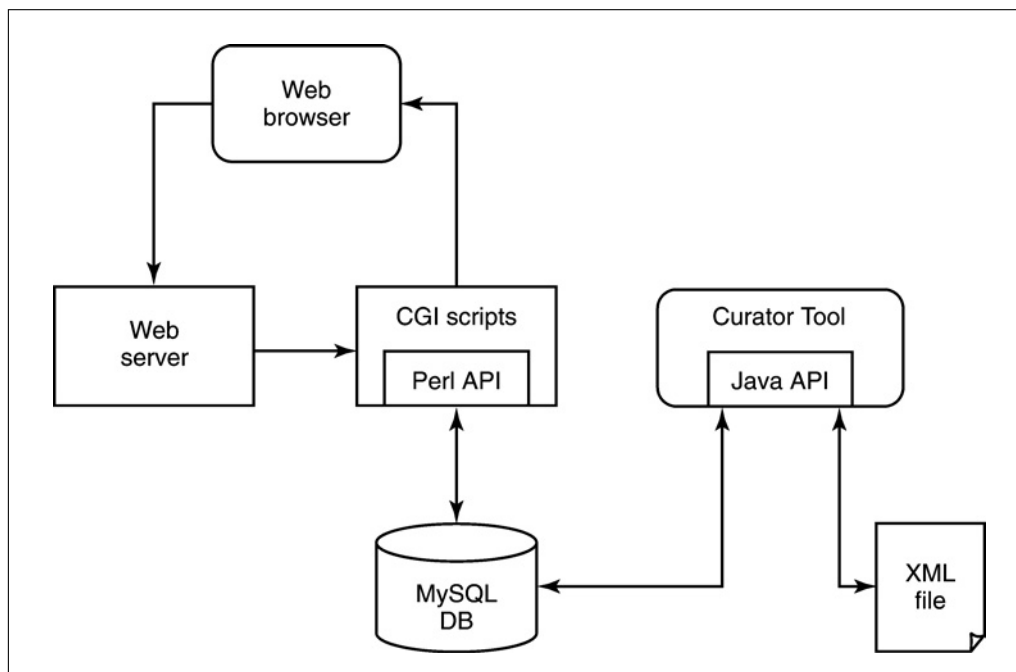 Web
browser
Web
server
CGI scripts
Perl API
Curator Tool
Java API
MySQL
DB
XML
file